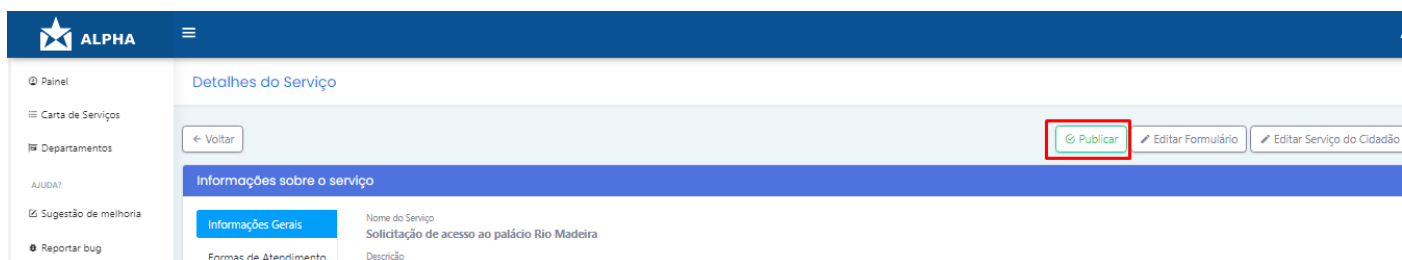 ALPHA
Painel
Carta de Serviços
Departamentos
AJUDA?
Sugestão de melhoria
Reportar bug
Detalhes do Serviço
Voltar
Publicar
Editar Formulário
Editar Serviço do Cidadão
Informações sobre o serviço
Informações Gerais
Formas de Atendimento
Nome do Serviço
Solicitação de acesso ao palácio Rio Madeira
Descrição